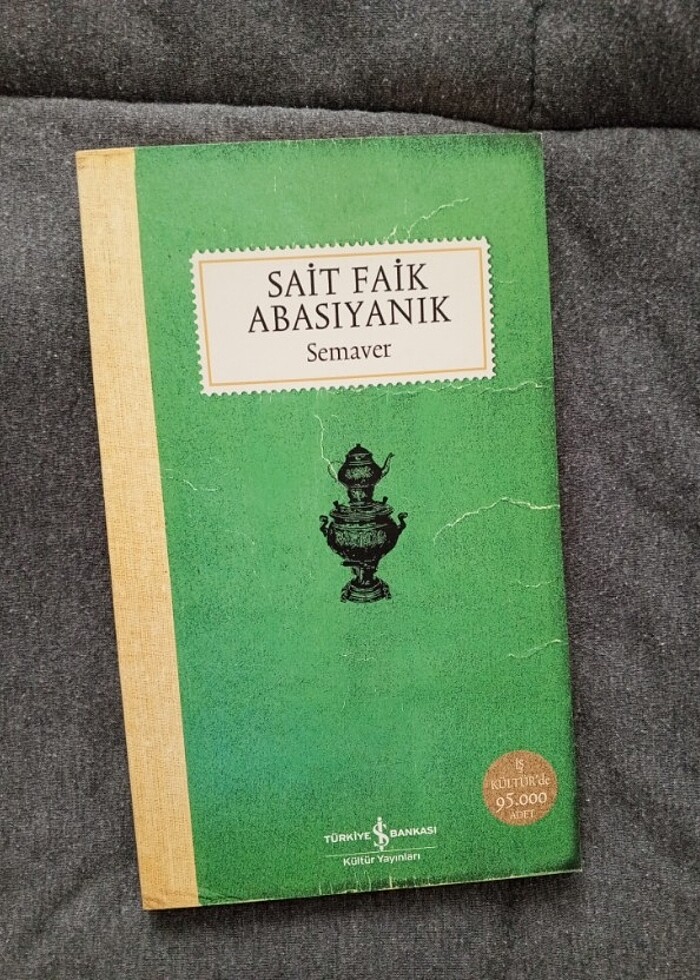 SAİT FAİK
ABASIYANIK
Semaver
İŞ
KÜLTÜR'de
95.000
ADET
TÜRKİYE İŞ BANKASI
Kültür Yayınları